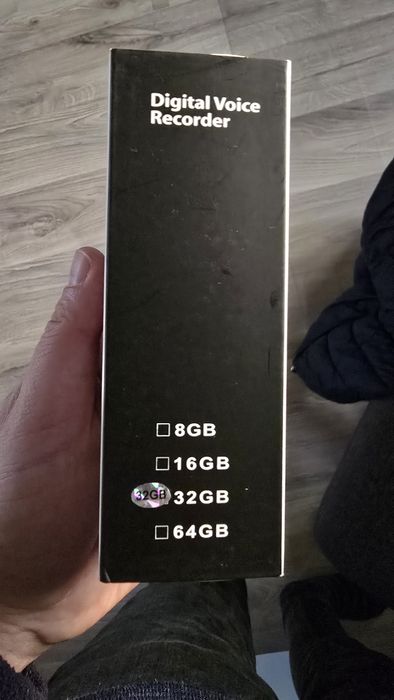 Digital Voice
Recorder
8GB
16GB
32GB 32GB
64GB